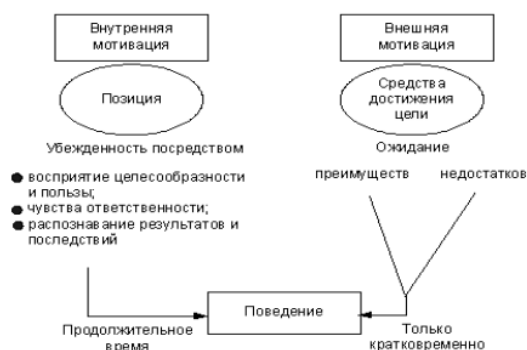 Внутренняя
мотивация
Позиция
Убежденность посредством
● восприятие целесообразности
и пользы;
● чувства ответственности;
● распознавание результатов и
последствий
Продолжительное
время
Внешняя
мотивация
Средства
достижения
цели
Ожидание
преимуществ недостатков
Только
кратковременно
Поведение